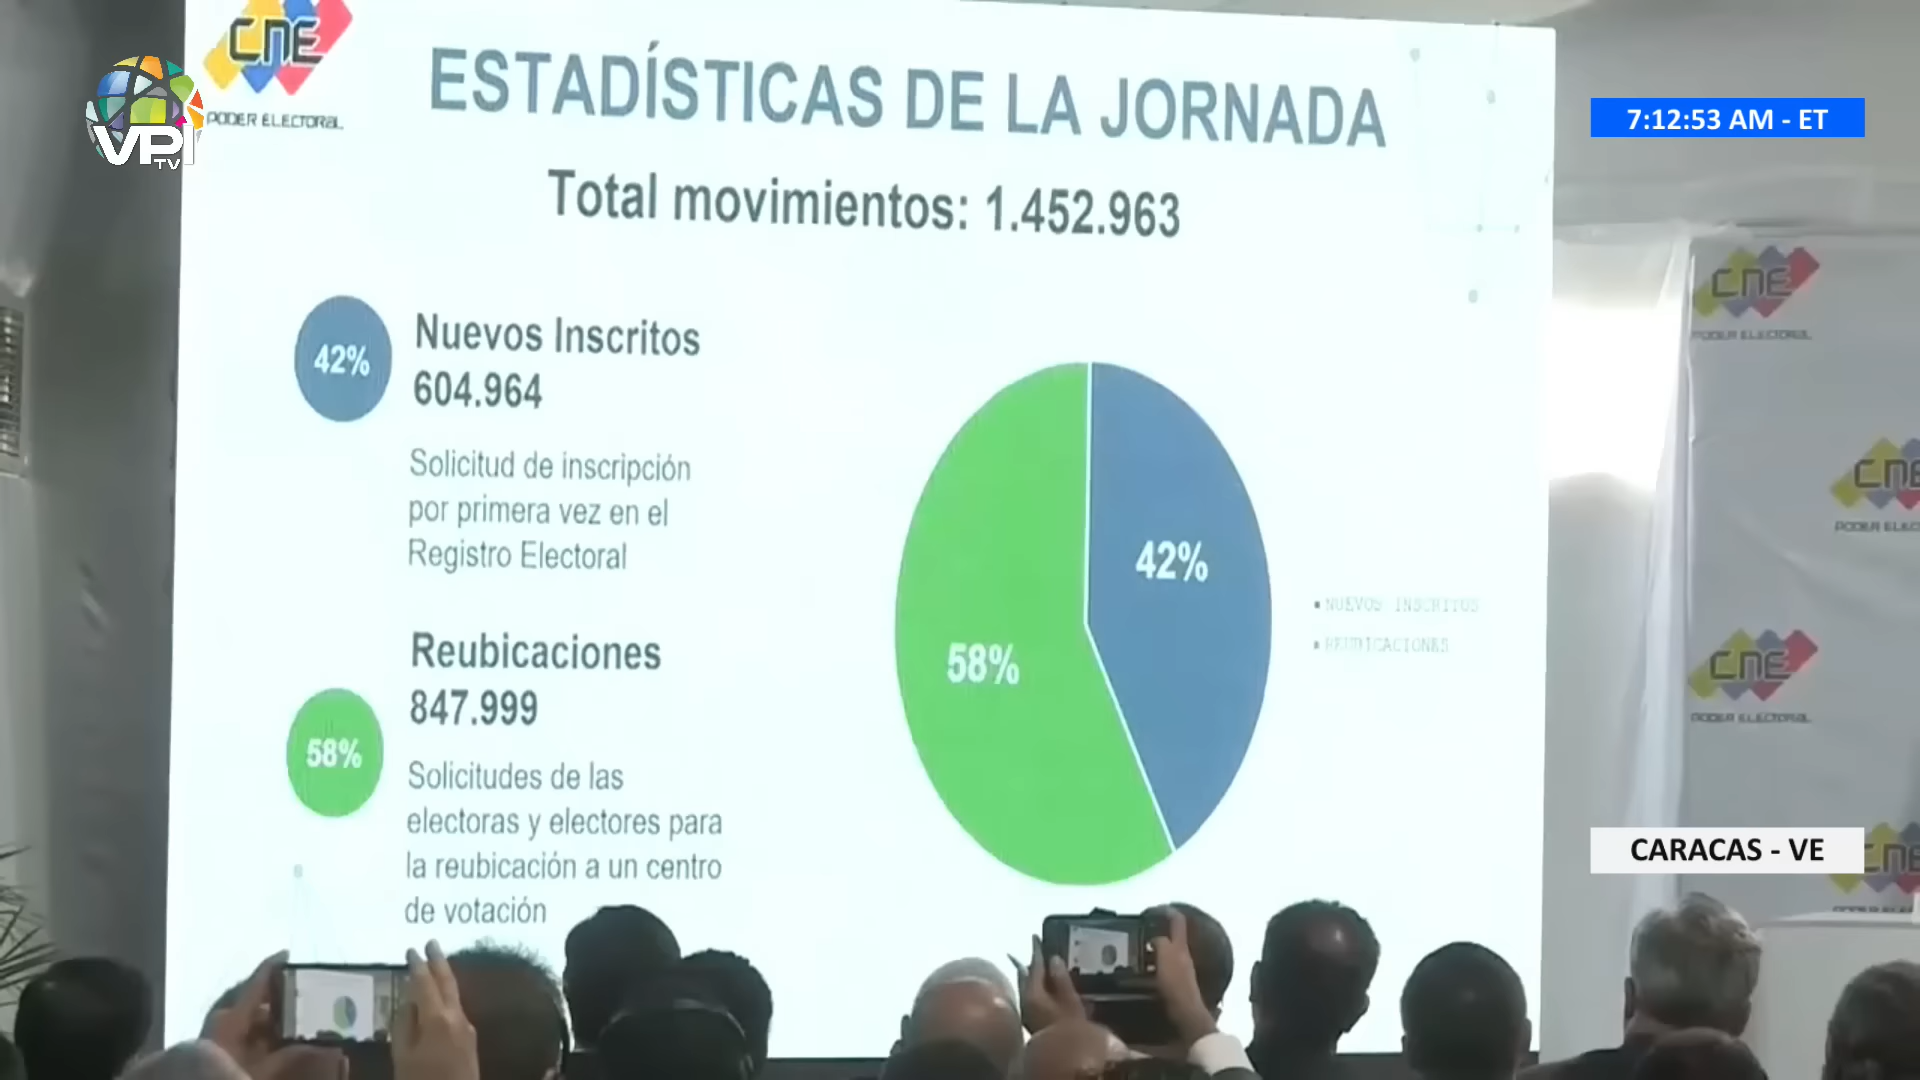 CNE
PODER ELECTORAL
VPI
TV
ESTADÍSTICAS DE LA JORNADA
Total movimientos: 1.452.963
7:12:53 AM - ET
42%
Nuevos Inscritos
604.964
Solicitud de inscripción
por primera vez en el
Registro Electoral
58%
Reubicaciones
847.999
Solicitudes de las
electoras y electores para
la reubicación a un centro
de votación
42%
58%
NUEVOS INSCRITOS
REUBICACIONES
CNE
PODER ELECTORAL
CNE
PODER ELEC
CNE
PODER ELECTORAL
CNE
CARACAS - VE